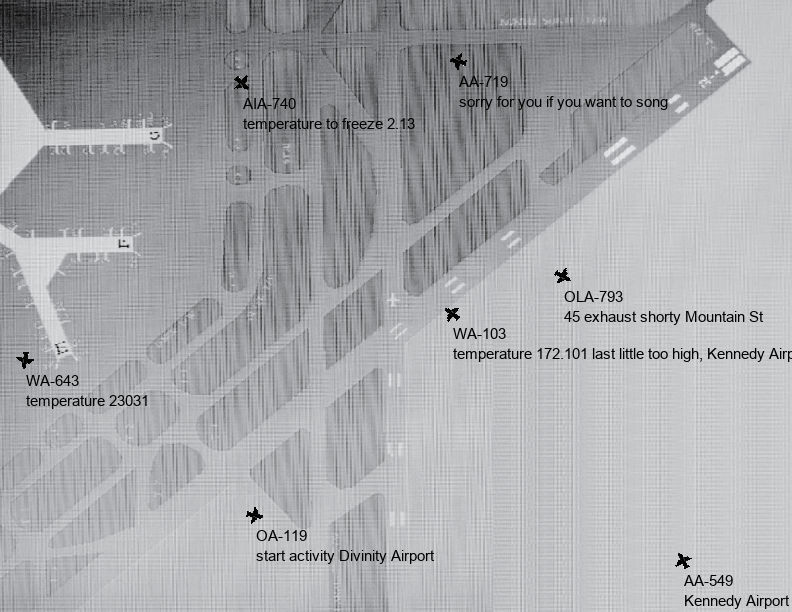 AA-719
sorry for you if you want to song
AIA-740
temperature to freeze 2.13
OLA-793
45 exhaust shorty Mountain St
WA-103
temperature 172.101 last little too high, Kennedy Airp
WA-643
temperature 23031
OA-119
start activity Divinity Airport
AA-549
Kennedy Airport